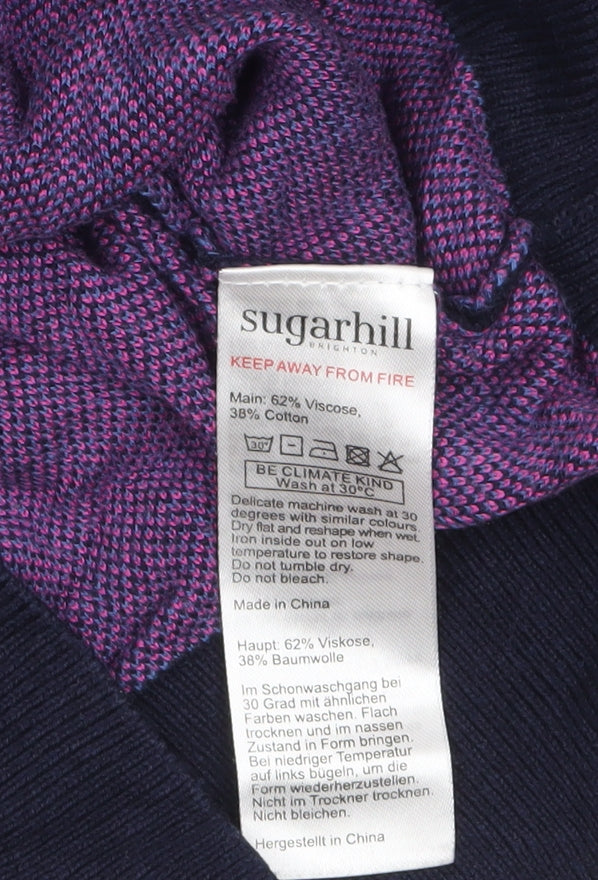 sugarhill
BRIGHTON
KEEP AWAY FROM FIRE
Main: 62% Viscose,
38% Cotton
30°
BE CLIMATE KIND
Wash at 30°C
Delicate machine wash at 30
degrees with similar colours.
Dry flat and reshape when wet.
Iron inside out on low
temperature to restore shape.
Do not tumble dry.
Do not bleach.
Made in China
Haupt: 62% Viskose,
38% Baumwolle
Im Schonwaschgang bei
30 Grad mit ähnlichen
Farben waschen. Flach
trocknen und im nassen
Zustand in Form bringen.
Bei niedriger Temperatur
auf links bügeln, um die
Form wiederherzustellen.
Nicht im Trockner trocknen.
Nicht bleichen.
Hergestellt in China